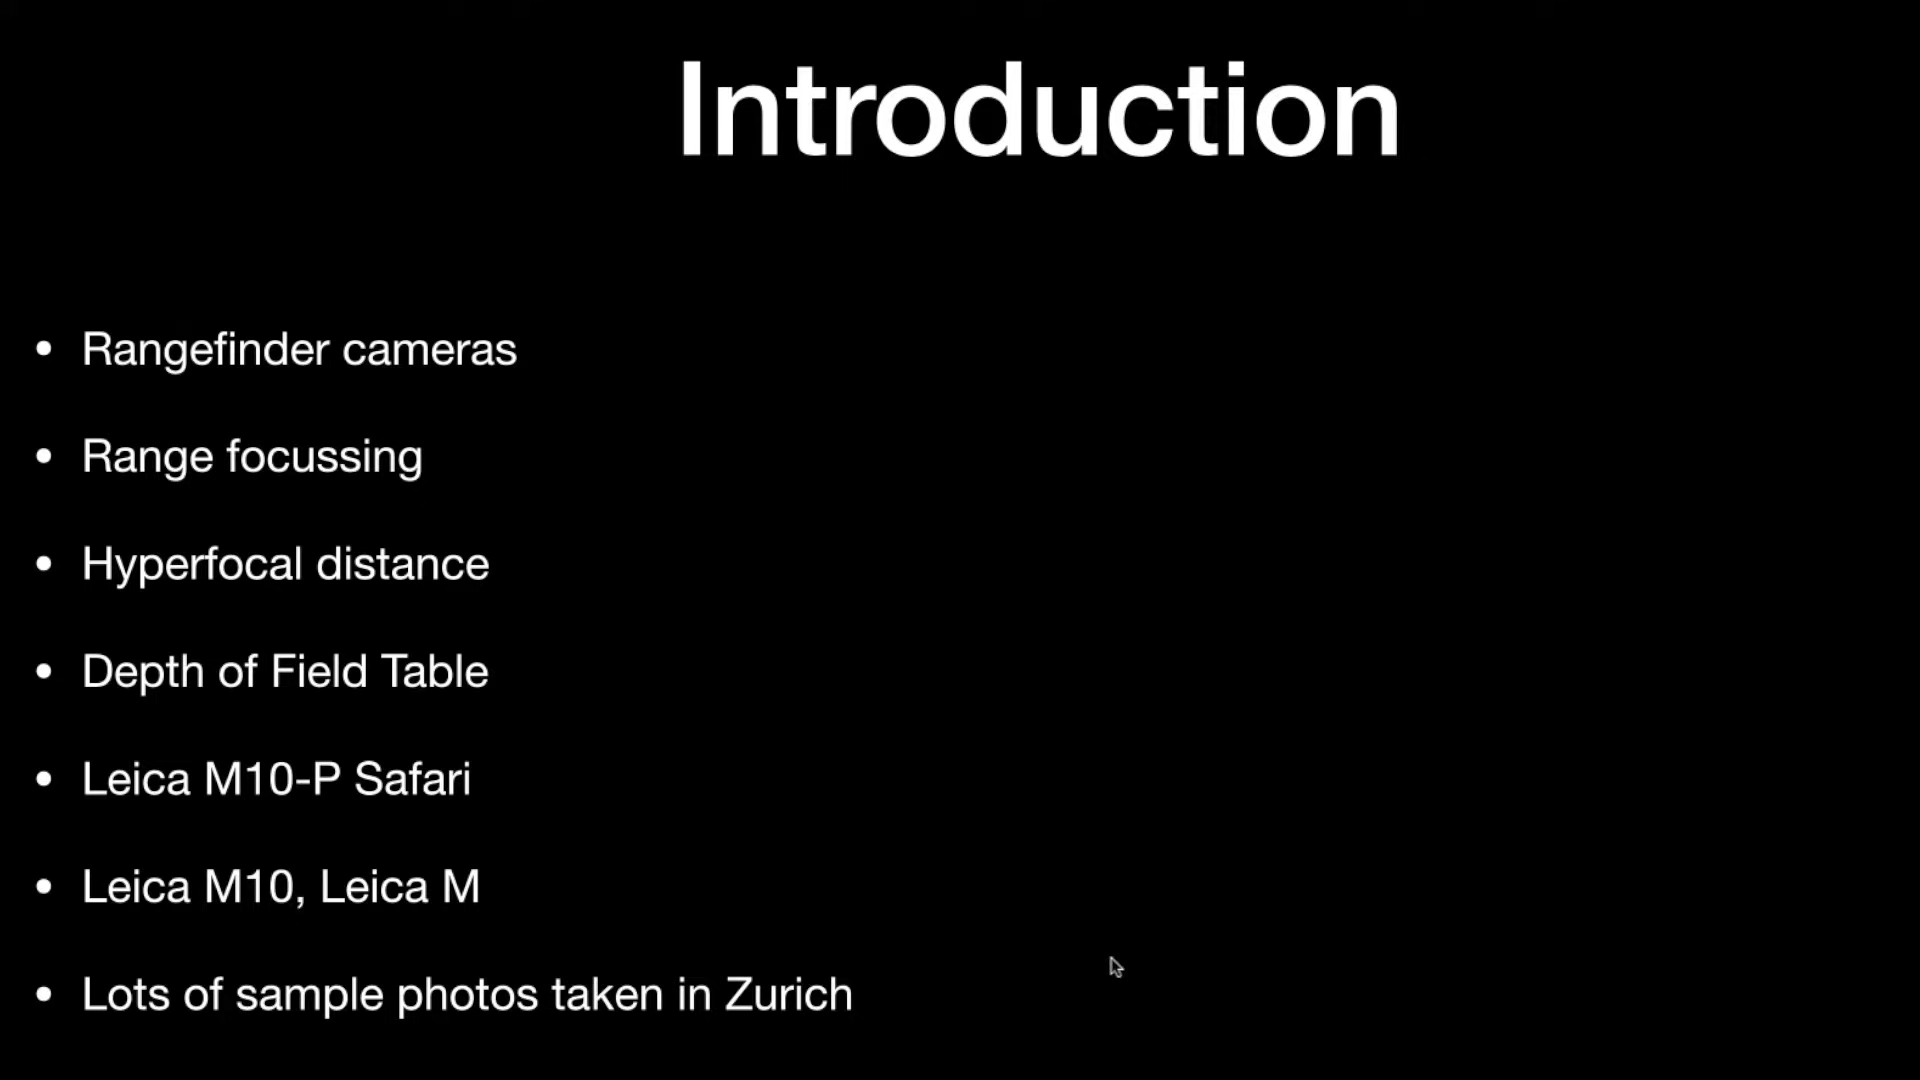 Introduction
• Rangefinder cameras
• Range focussing
• Hyperfocal distance
• Depth of Field Table
• Leica M10-P Safari
• Leica M10, Leica M
• Lots of sample photos taken in Zurich